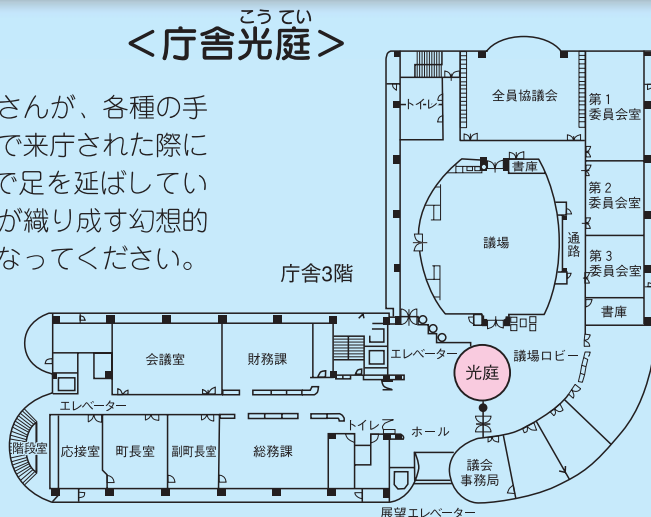 こうてい
＜庁舎光庭＞
さんが、各種の手
で来庁された際に
で足を延ばしてい
が織り成す幻想的
なってください。
庁舎3階
トイレ
全員協議会
第1
委員会室
第2
委員会室
第3
委員会室
書庫
書庫
議場
通路
エレベーター
議場ロビー
光庭
会議室
財務課
エレベーター
階段室
応接室
町長室
副町長室
総務課
トイレ
ホール
議会
事務局
展望エレベーター